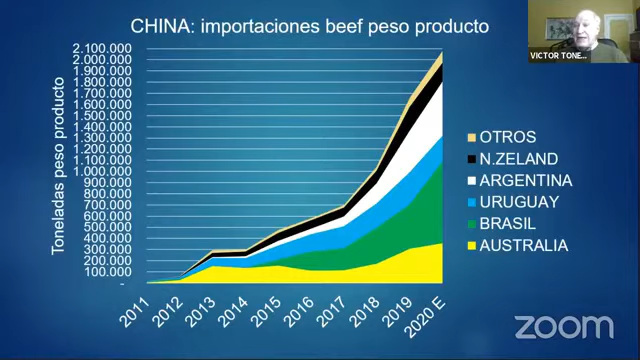 CHINA: importaciones beef peso producto
VICTOR TONE...
Toneladas peso producto
2.100.000
2.000.000
1.900.000
1.800.000
1.700.000
1.600.000
1.500.000
1.400.000
1.300.000
1.200.000
1.100.000
1.000.000
900.000
800.000
700.000
600.000
500.000
400.000
300.000
200.000
100.000
-
2011
2012
2013
2014
2015
2016
2017
2018
2019
2020 E
OTROS
N.ZELAND
ARGENTINA
URUGUAY
BRASIL
AUSTRALIA
zoom